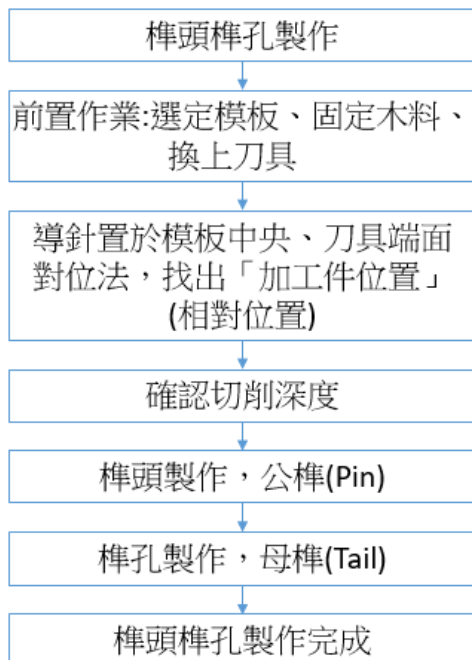 榫頭榫孔製作
前置作業:選定模板、固定木料、
換上刀具
導針置於模板中央、刀具端面
對位法，找出「加工件位置」
(相對位置)
確認切削深度
榫頭製作，公榫(Pin)
榫孔製作，母榫(Tail)
榫頭榫孔製作完成